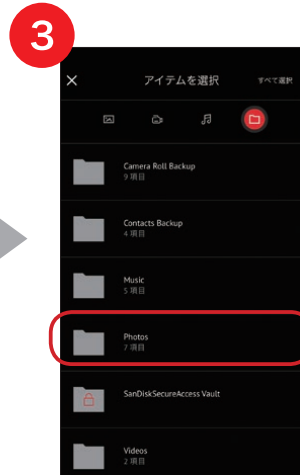 3
アイテムを選択
すべて選択
Camera Roll Backup
9 項目
Contacts Backup
4 項目
Music
5 項目
Photos
7 項目
SanDiskSecureAccess Vault
Videos
2 項目